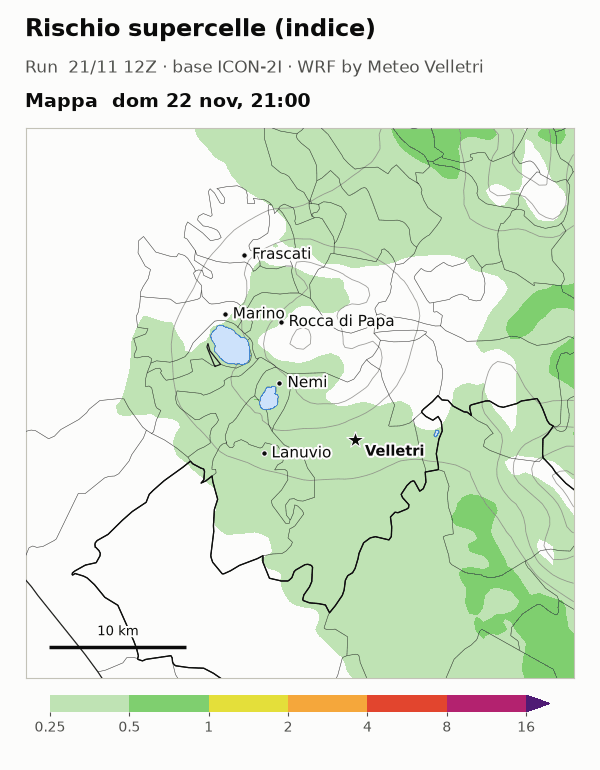 Rischio supercelle (indice)
Run  21/11 12Z · base ICON-2I · WRF by Meteo Velletri
Mappa  dom 22 nov, 21:00
Frascati
Marino
Rocca di Papa
Nemi
Velletri
Lanuvio
10 km
0.25 0.5 1 2 4 8 16